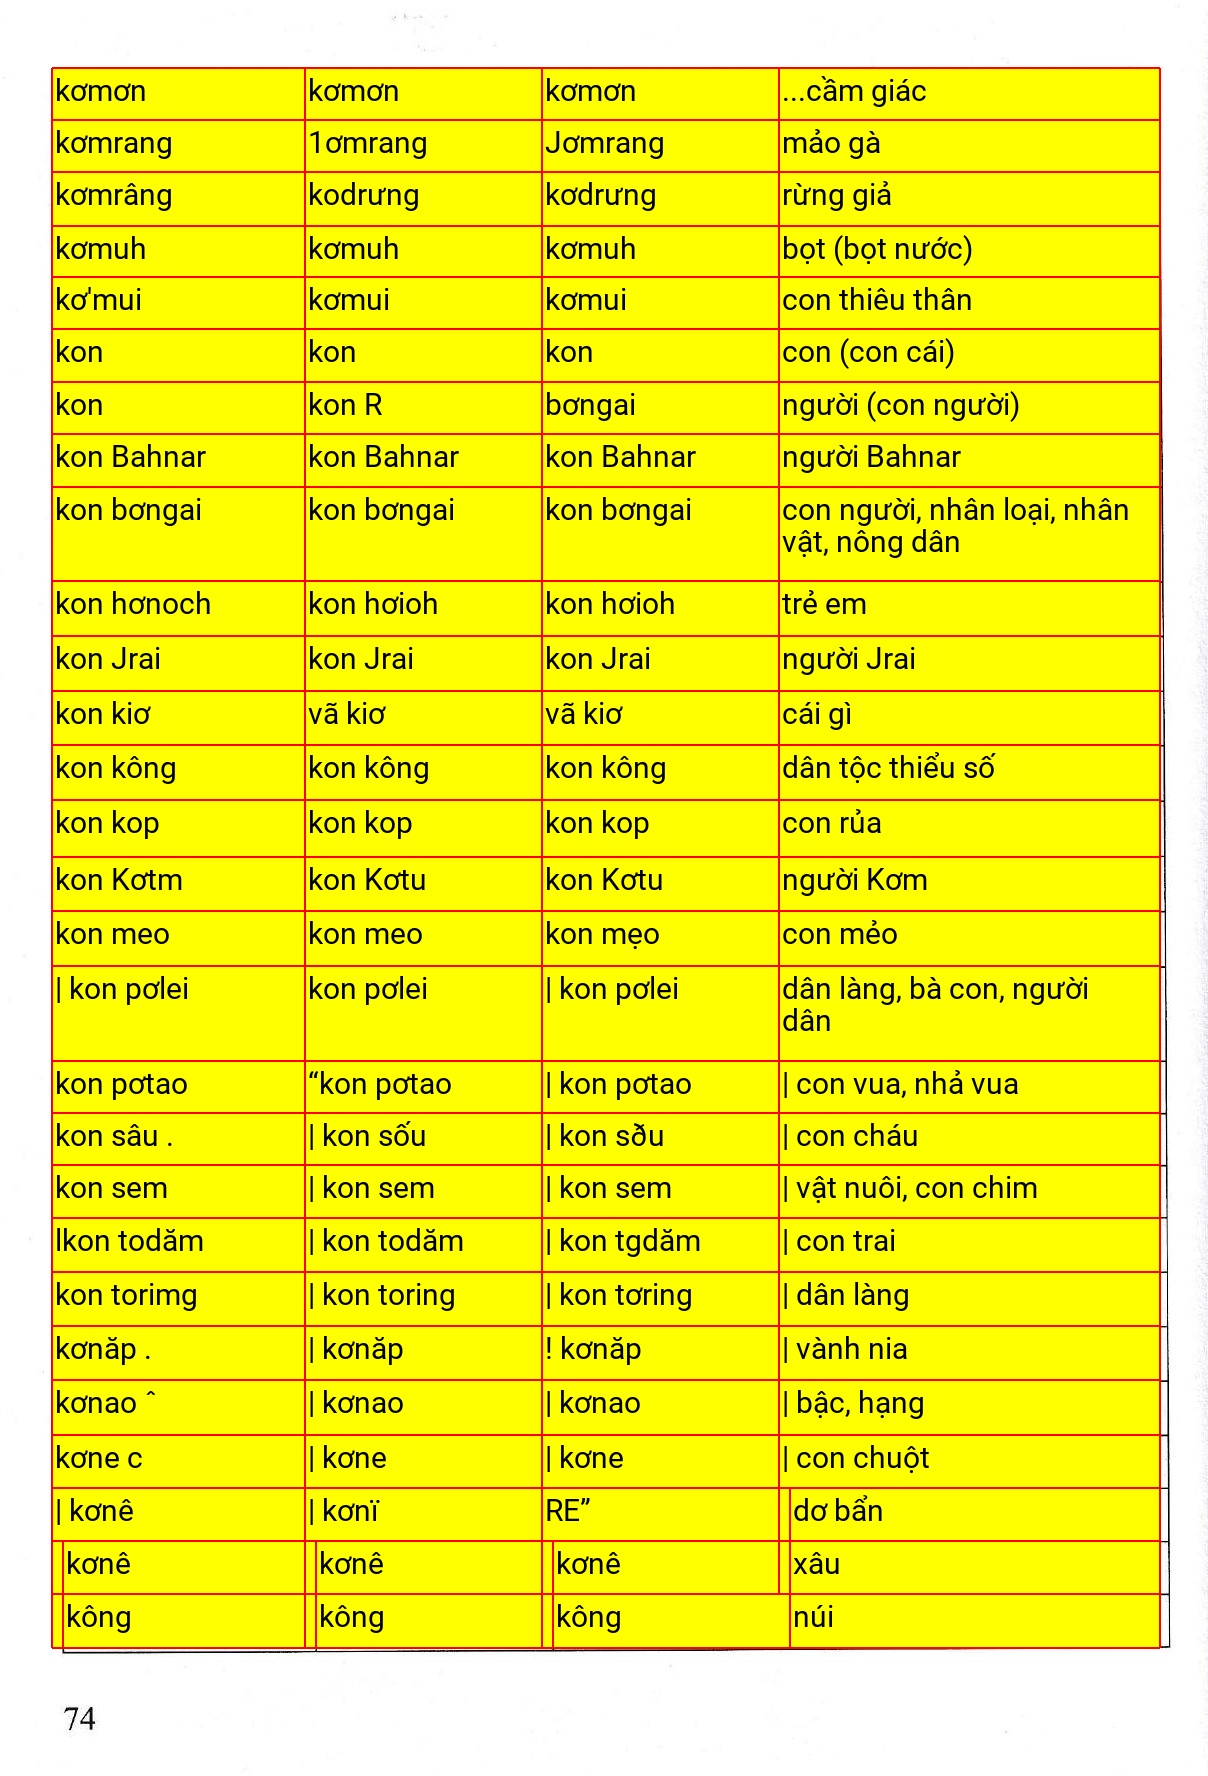 kơmơn kơmơn kơmơn ...cầm giác
kơmrang 1ơmrang Jơmrang mảo gà
kơmrâng kodrưng kơdrưng rừng giả
kơmuh kơmuh kơmuh bọt (bọt nước)
kơ'mui kơmui kơmui con thiêu thân
kon kon kon con (con cái)
kon kon R bơngai người (con người)
kon Bahnar kon Bahnar kon Bahnar người Bahnar
kon bơngai kon bơngai kon bơngai con người, nhân loại, nhân
vật, nông dân
kon hơnoch kon hơioh kon hơioh trẻ em
kon Jrai kon Jrai kon Jrai người Jrai
kon kiơ vã kiơ vã kiơ cái gì
kon kông kon kông kon kông dân tộc thiểu số
kon kop kon kop kon kop con rủa
kon Kơtm kon Kơtu kon Kơtu người Kơm
kon meo kon meo kon mẹo con mẻo
| kon pơlei kon pơlei | kon pơlei dân làng, bà con, người
dân
kon pơtao “kon pơtao | kon pơtao | con vua, nhả vua
kon sâu . | kon sốu | kon sðu | con cháu
kon sem | kon sem | kon sem | vật nuôi, con chim
lkon todăm | kon todăm | kon tgdăm | con trai
kon torimg | kon toring | kon tơring | dân làng
kơnăp . | kơnăp ! kơnăp | vành nia
kơnao ˆ | kơnao | kơnao | bậc, hạng
kơne c | kơne | kơne | con chuột
| kơnê | kơnï RE” dơ bẩn
kơnê kơnê kơnê xâu
kông kông kông núi
74